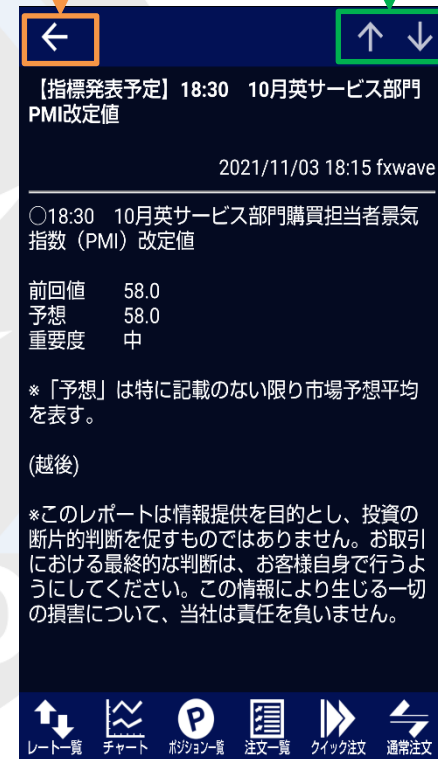 【指標発表予定】18:30　10月英サービス部門
PMI改定値
2021/11/03 18:15 fxwave
○18:30　10月英サービス部門購買担当者景気
指数（PMI）改定値
前回値　58.0
予想　58.0
重要度　中
※「予想」は特に記載のない限り市場予想平均
を表す。
(越後)
※このレポートは情報提供を目的とし、投資の
断片的判断を促すものではありません。お取引
における最終的な判断は、お客様自身で行うよ
うにしてください。この情報により生じる一切
の損害について、当社は責任を負いません。
P
レート一覧　チャート　ポジション一覧　注文一覧　クイック注文　通常注文